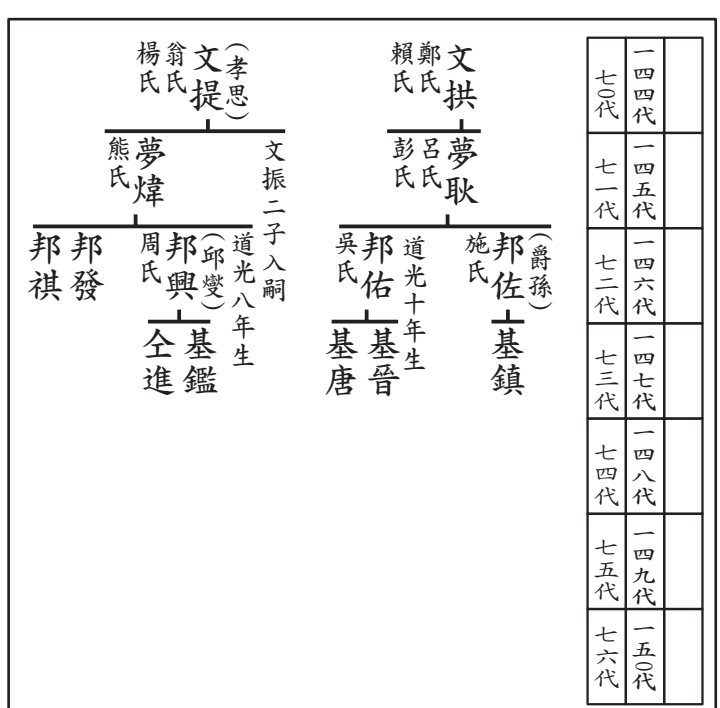 一四四代
一四五代
一四六代
一四七代
一四八代
一四九代
一五〇代
七〇代
七一代
七二代
七三代
七四代
七五代
七六代
文拱
鄭氏
賴氏
夢耿
呂氏
彭氏
(爵孫)
邦佐
施氏
道光十年生
邦佑
吳氏
基鎮
基晉
基唐
(孝思)
文提
翁氏
楊氏
文振二子入嗣
夢煒
熊氏
道光八年生
(邱燮)
邦興
周氏
邦發
邦祺
基鑑
仝進